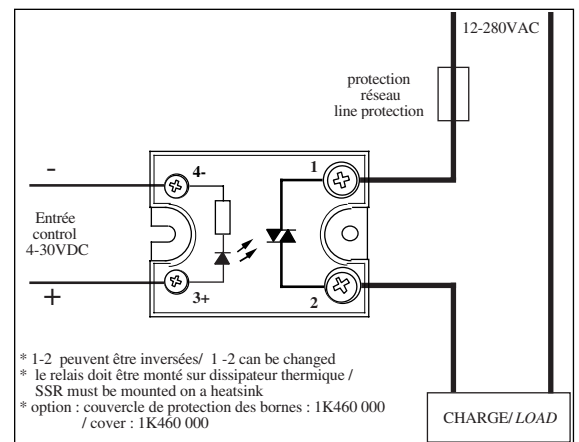 12-280VAC
protection
réseau
line protection
-
4-
1
Entrée
control
4-30VDC
+
3+
2
* 1-2 peuvent être inversées/ 1 -2 can be changed
* le relais doit être monté sur dissipateur thermique /
SSR must be mounted on a heatsink
* option : couvercle de protection des bornes : 1K460 000
/ cover : 1K460 000
CHARGE/ LOAD